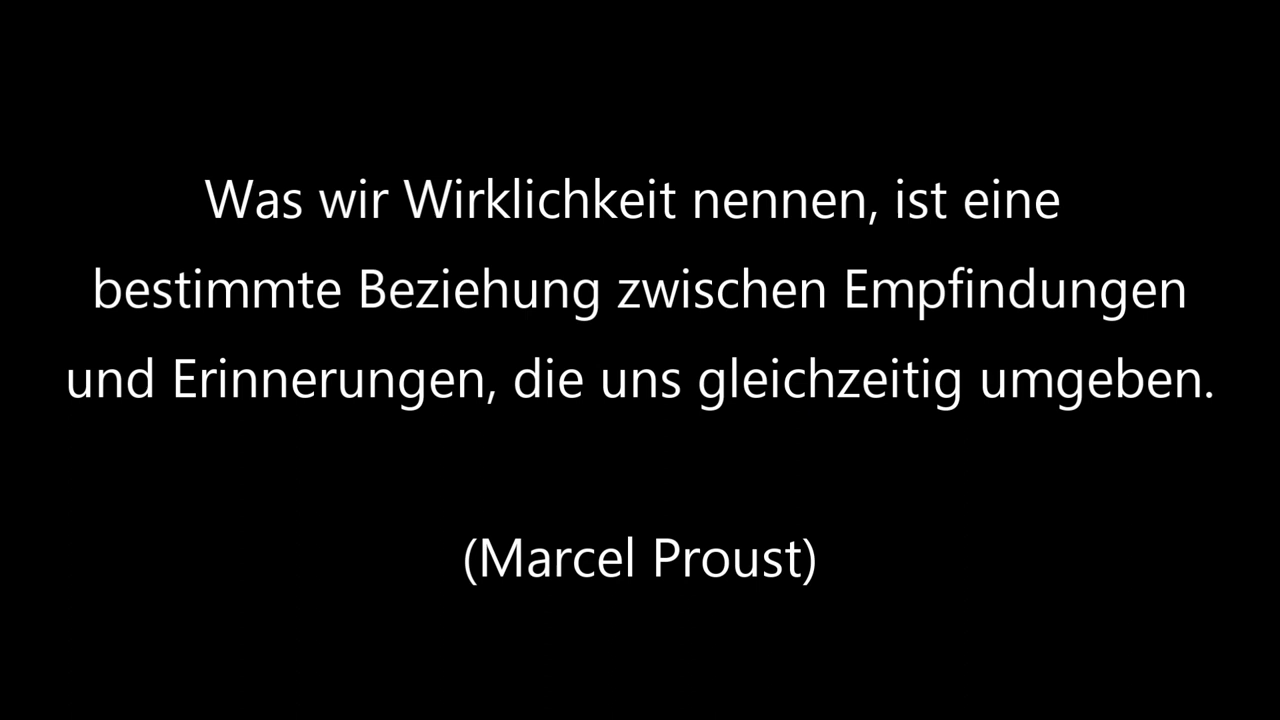 Was wir Wirklichkeit nennen, ist eine
bestimmte Beziehung zwischen Empfindungen
und Erinnerungen, die uns gleichzeitig umgeben.
(Marcel Proust)